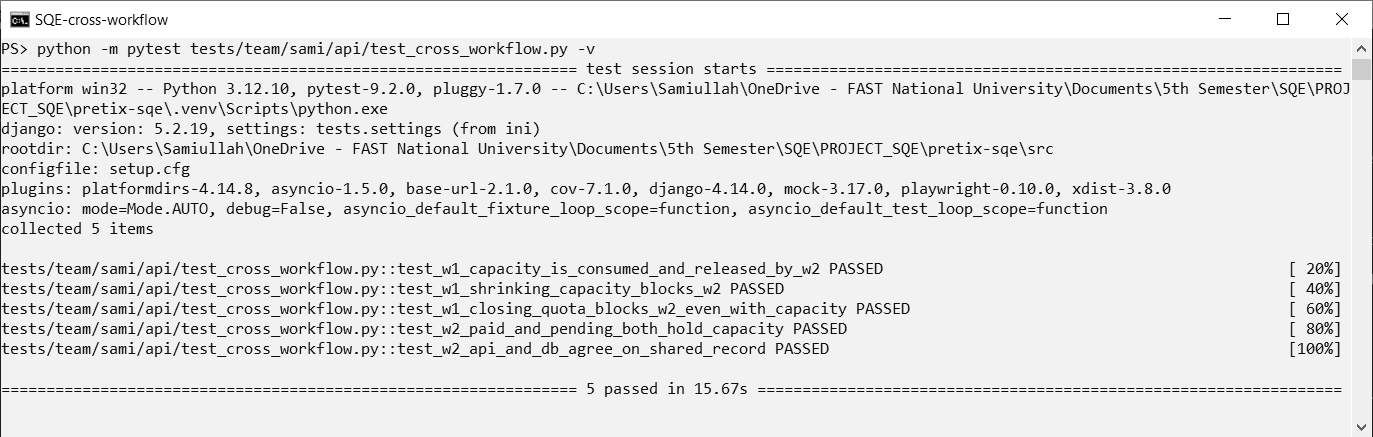 SQE-cross-workflow
PS> python -m pytest tests/team/sami/api/test_cross_workflow.py -v
================================================================ test session starts ================================================================
platform win32 -- Python 3.12.10, pytest-9.2.0, pluggy-1.7.0 -- C:\Users\Samiullah\OneDrive - FAST National University\Documents\5th Semester\SQE\PROJ
ECT_SQE\pretix-sqe\.venv\Scripts\python.exe
django: version: 5.2.19, settings: tests.settings (from ini)
rootdir: C:\Users\Samiullah\OneDrive - FAST National University\Documents\5th Semester\SQE\PROJECT_SQE\pretix-sqe\src
configfile: setup.cfg
plugins: platformdirs-4.14.8, asyncio-1.5.0, base-url-2.1.0, cov-7.1.0, django-4.14.0, mock-3.17.0, playwright-0.10.0, xdist-3.8.0
asyncio: mode=Mode.AUTO, debug=False, asyncio_default_fixture_loop_scope=function, asyncio_default_test_loop_scope=function
collected 5 items
tests/team/sami/api/test_cross_workflow.py::test_w1_capacity_is_consumed_and_released_by_w2 PASSED [ 20%]
tests/team/sami/api/test_cross_workflow.py::test_w1_shrinking_capacity_blocks_w2 PASSED [ 40%]
tests/team/sami/api/test_cross_workflow.py::test_w1_closing_quota_blocks_w2_even_with_capacity PASSED [ 60%]
tests/team/sami/api/test_cross_workflow.py::test_w2_paid_and_pending_both_hold_capacity PASSED [ 80%]
tests/team/sami/api/test_cross_workflow.py::test_w2_api_and_db_agree_on_shared_record PASSED [100%]
================================================================ 5 passed in 15.67s =================================================================